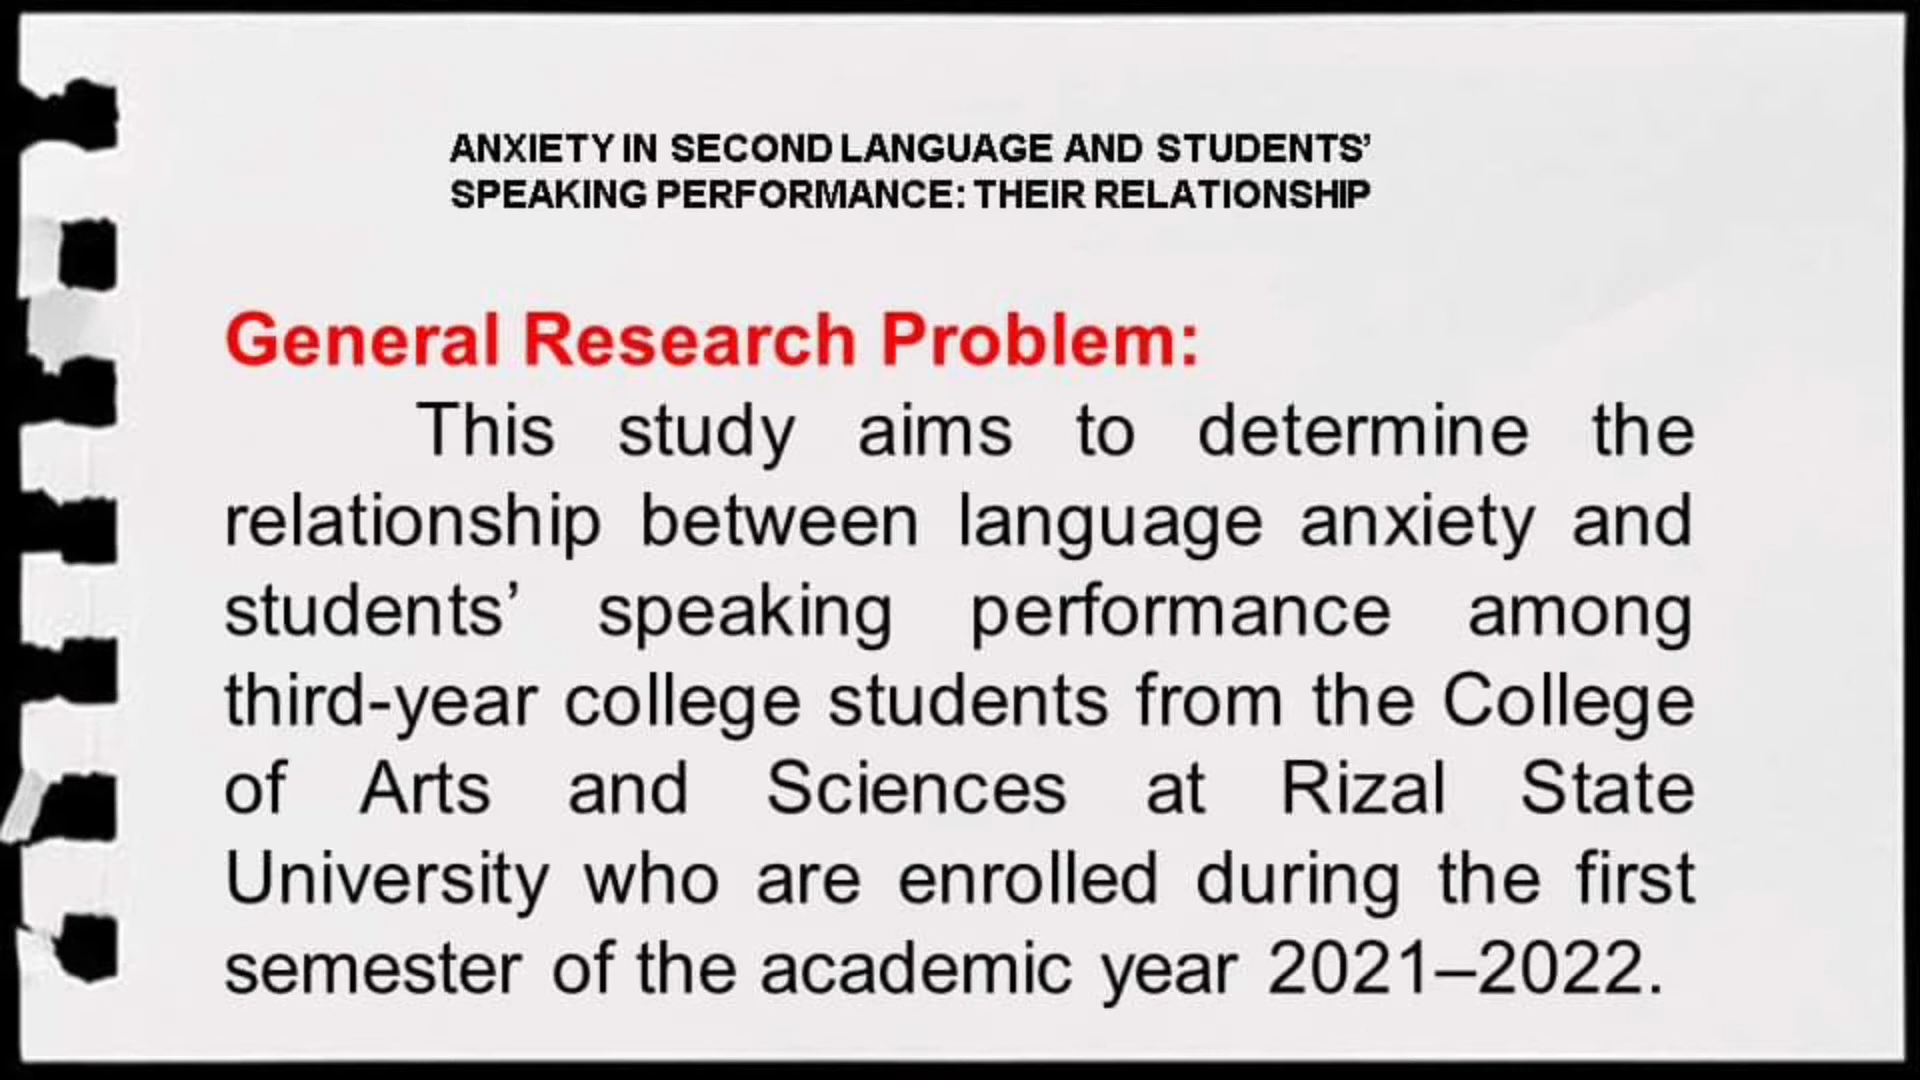 ANXIETY IN SECOND LANGUAGE AND STUDENTS’
SPEAKING PERFORMANCE: THEIR RELATIONSHIP
General Research Problem:
This study aims to determine the
relationship between language anxiety and
students’ speaking performance among
third-year college students from the College
of Arts and Sciences at Rizal State
University who are enrolled during the first
semester of the academic year 2021–2022.